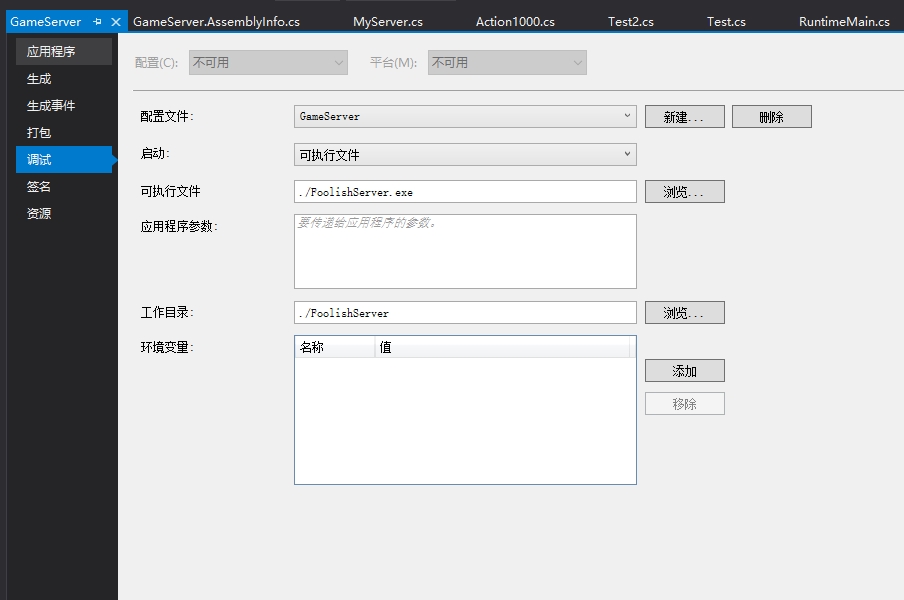 GameServer GameServer.AssemblyInfo.cs MyServer.cs Action1000.cs Test2.cs Test.cs RuntimeMain.cs
应用程序
生成
生成事件
打包
调试
签名
资源
配置(C): 不可用 平台(M): 不可用
配置文件: GameServer 新建... 删除
启动: 可执行文件
可执行文件 ./FoolishServer.exe 浏览...
应用程序参数: 要传递给应用程序的参数。
工作目录: ./FoolishServer 浏览...
环境变量: 名称 值
添加
移除